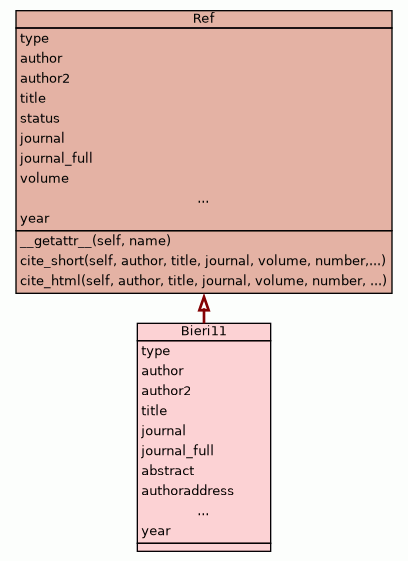 Ref
type
author
author2
title
status
journal
journal_full
volume
...
year
__getattr__(self, name)
cite_short(self, author, title, journal, volume, number,...)
cite_html(self, author, title, journal, volume, number, ...)
Bieri11
type
author
author2
title
journal
journal_full
abstract
authoraddress
...
year